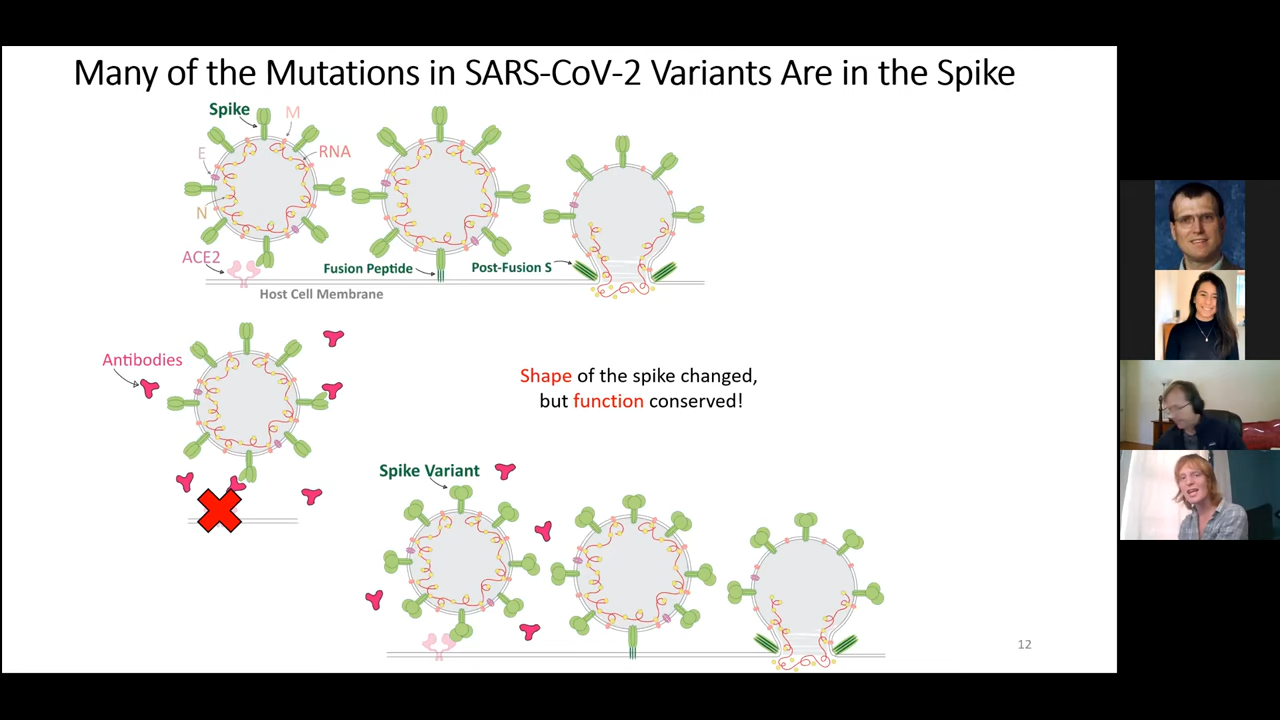 Many of the Mutations in SARS-CoV-2 Variants Are in the Spike
Spike
M
E
RNA
N
ACE2
Fusion Peptide
Post-Fusion S
Host Cell Membrane
Antibodies
Shape of the spike changed,
but function conserved!
Spike Variant
12